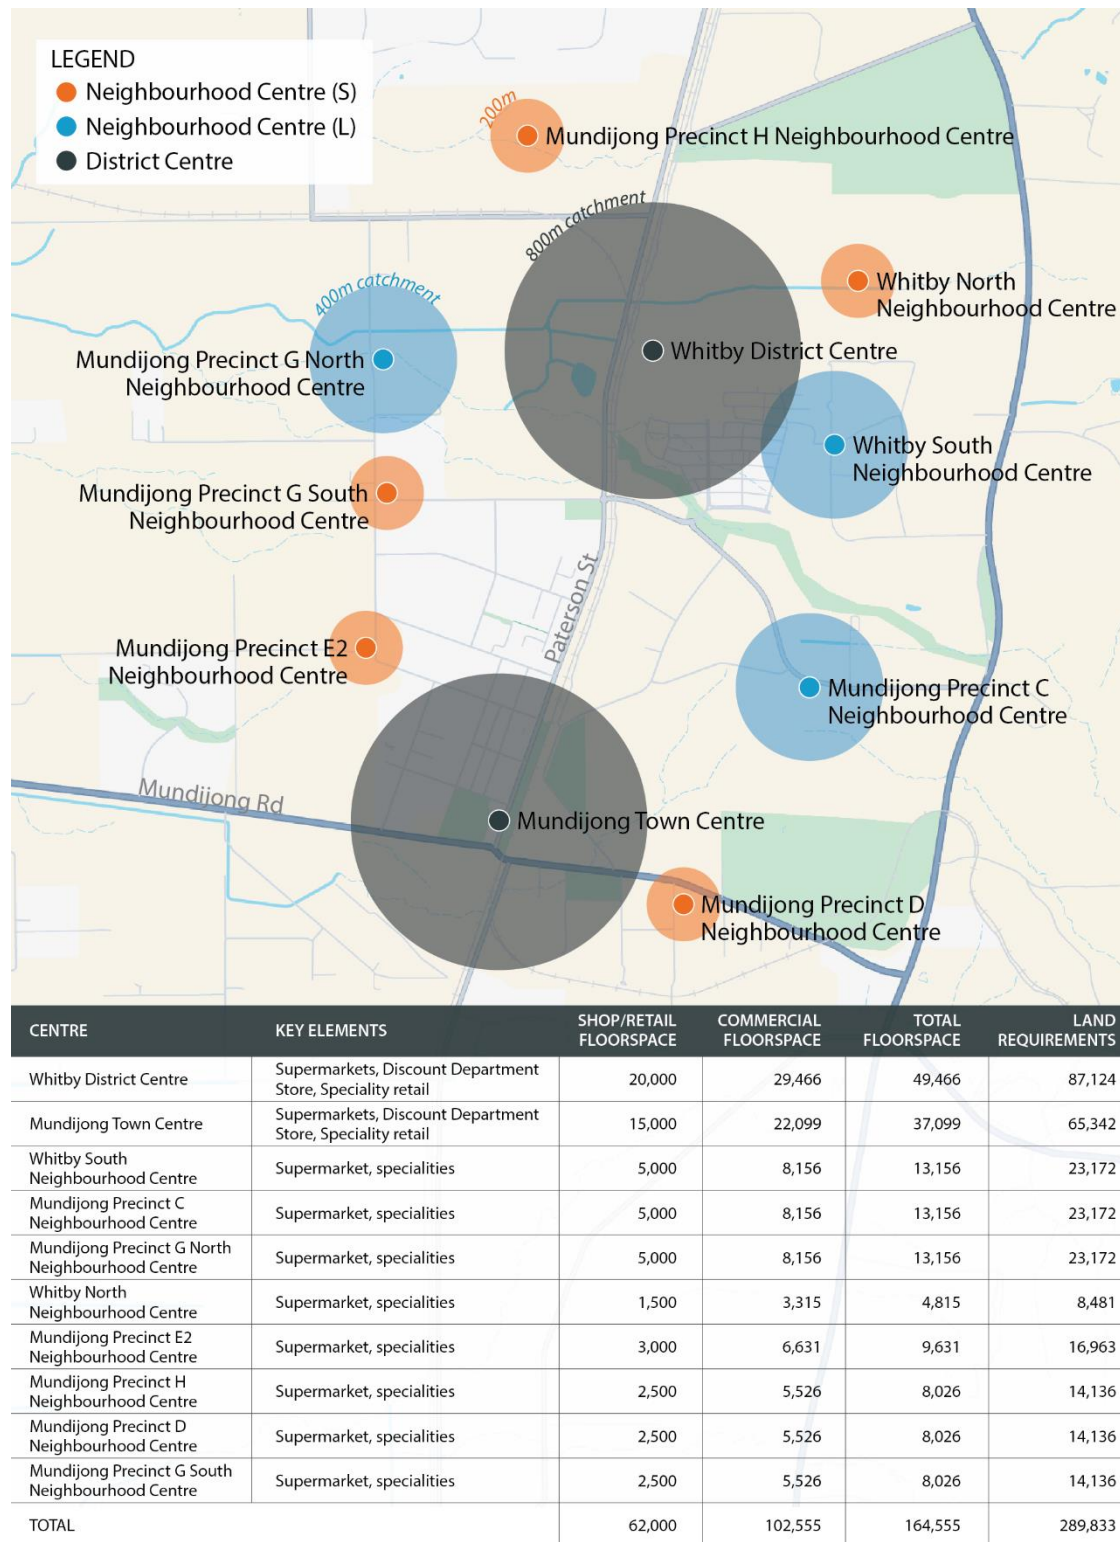 LEGEND
Neighbourhood Centre (S)
Neighbourhood Centre (L)
District Centre
200m
Mundijong Precinct H Neighbourhood Centre
800m catchment
400m catchment
Whitby North
Neighbourhood Centre
Whitby District Centre
Mundijong Precinct G North
Neighbourhood Centre
Whitby South
Neighbourhood Centre
Mundijong Precinct G South
Neighbourhood Centre
Paterson St
Mundijong Precinct E2
Neighbourhood Centre
Mundijong Precinct C
Neighbourhood Centre
Mundijong Rd
Mundijong Town Centre
Mundijong Precinct D
Neighbourhood Centre
CENTRE KEY ELEMENTS SHOP/RETAIL FLOORSPACE COMMERCIAL FLOORSPACE TOTAL FLOORSPACE LAND REQUIREMENTS
Whitby District Centre Supermarkets, Discount Department Store, Speciality retail 20,000 29,466 49,466 87,124
Mundijong Town Centre Supermarkets, Discount Department Store, Speciality retail 15,000 22,099 37,099 65,342
Whitby South Neighbourhood Centre Supermarket, specialities 5,000 8,156 13,156 23,172
Mundijong Precinct C Neighbourhood Centre Supermarket, specialities 5,000 8,156 13,156 23,172
Mundijong Precinct G North Neighbourhood Centre Supermarket, specialities 5,000 8,156 13,156 23,172
Whitby North Neighbourhood Centre Supermarket, specialities 1,500 3,315 4,815 8,481
Mundijong Precinct E2 Neighbourhood Centre Supermarket, specialities 3,000 6,631 9,631 16,963
Mundijong Precinct H Neighbourhood Centre Supermarket, specialities 2,500 5,526 8,026 14,136
Mundijong Precinct D Neighbourhood Centre Supermarket, specialities 2,500 5,526 8,026 14,136
Mundijong Precinct G South Neighbourhood Centre Supermarket, specialities 2,500 5,526 8,026 14,136
TOTAL 62,000 102,555 164,555 289,833